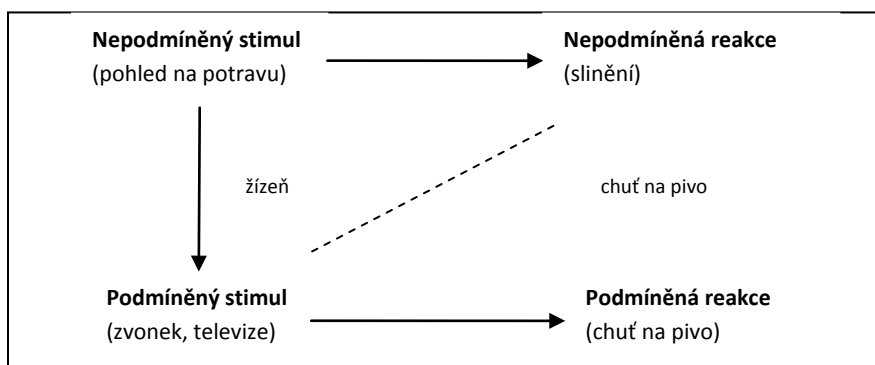 Nepodmíněný stimul
(pohled na potravu)
Nepodmíněná reakce
(slinění)
žízeň
chuť na pivo
Podmíněný stimul
(zvonek, televize)
Podmíněná reakce
(chuť na pivo)